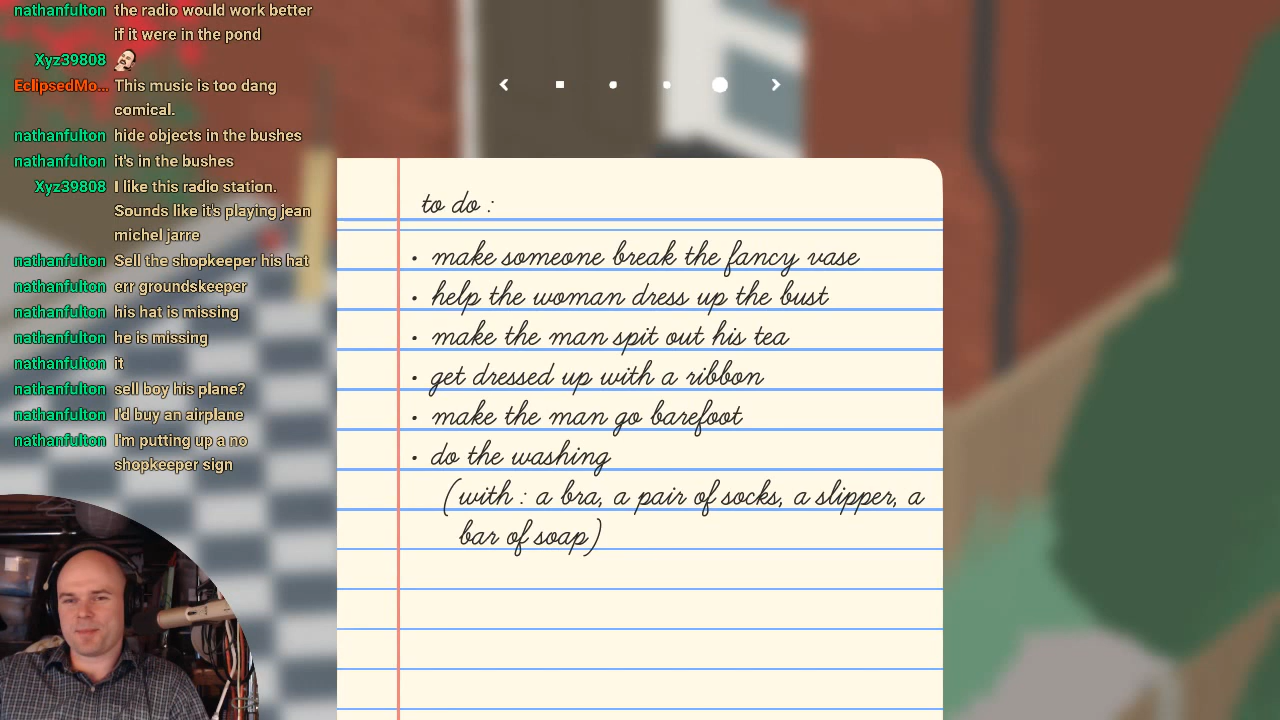 nathanfulton the radio would work better
if it were in the pond
Xyz39808
EclipsedMo... This music is too dang
comical.
nathanfulton hide objects in the bushes
nathanfulton it's in the bushes
Xyz39808 I like this radio station.
Sounds like it's playing jean
michel jarre
nathanfulton Sell the shopkeeper his hat
nathanfulton err groundskeeper
nathanfulton his hat is missing
nathanfulton he is missing
nathanfulton it
nathanfulton sell boy his plane?
nathanfulton I'd buy an airplane
nathanfulton I'm putting up a no
shopkeeper sign
to do :
• make someone break the fancy vase
• help the woman dress up the bust
• make the man spit out his tea
• get dressed up with a ribbon
• make the man go barefoot
• do the washing
(with : a bra, a pair of socks, a slipper, a
bar of soap)